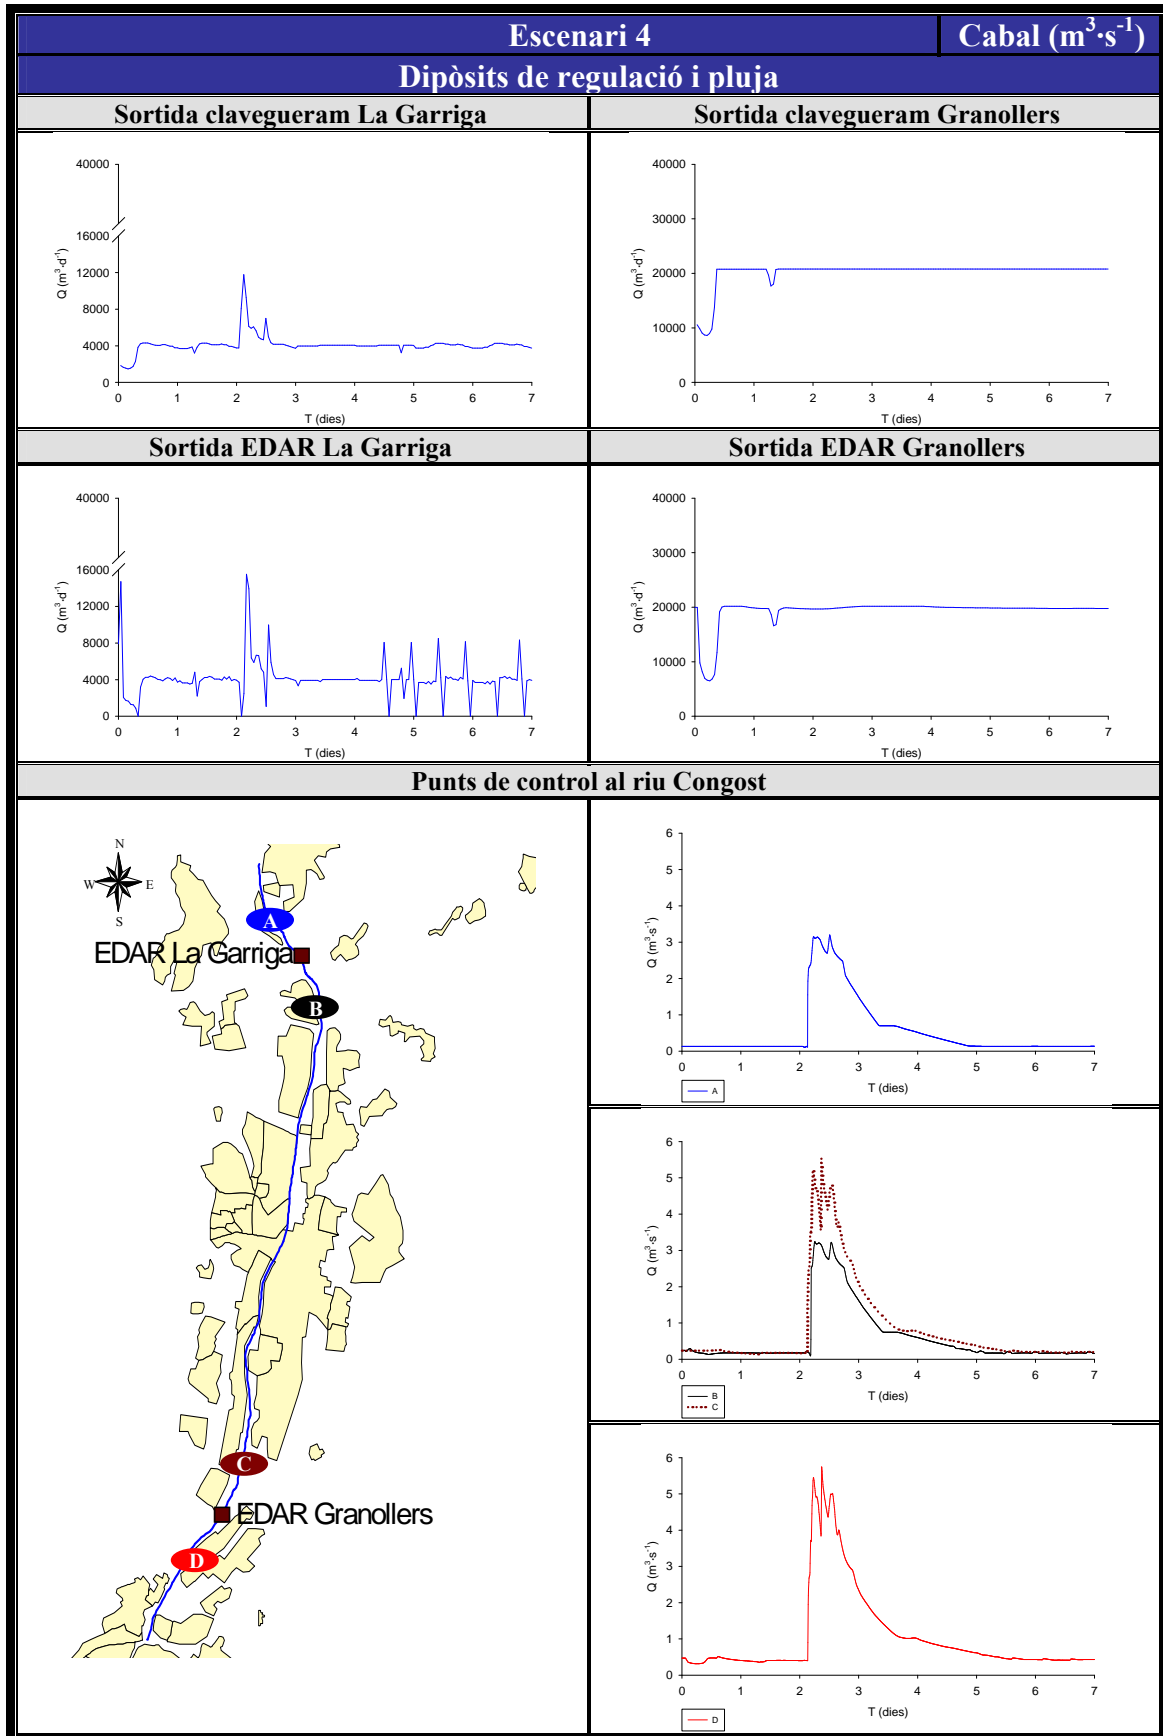 Escenari 4
Cabal (m³·s⁻¹)
Dipòsits de regulació i pluja
Sortida clavegueram La Garriga
Sortida clavegueram Granollers
40000
16000
12000
8000
4000
0
Q (m³·d⁻¹)
0 1 2 3 4 5 6 7
T (dies)
40000
30000
20000
10000
0
Q (m³·d⁻¹)
0 1 2 3 4 5 6 7
T (dies)
Sortida EDAR La Garriga
Sortida EDAR Granollers
40000
16000
12000
8000
4000
0
Q (m³·d⁻¹)
0 1 2 3 4 5 6 7
T (dies)
40000
30000
20000
10000
0
Q (m³·d⁻¹)
0 1 2 3 4 5 6 7
T (dies)
Punts de control al riu Congost
N
W E
S
A
EDAR La Garriga
B
C
EDAR Granollers
D
6
5
4
3
2
1
0
Q (m³·s⁻¹)
0 1 2 3 4 5 6 7
T (dies)
A
6
5
4
3
2
1
0
Q (m³·s⁻¹)
0 1 2 3 4 5 6 7
T (dies)
B
C
6
5
4
3
2
1
0
Q (m³·s⁻¹)
0 1 2 3 4 5 6 7
T (dies)
D